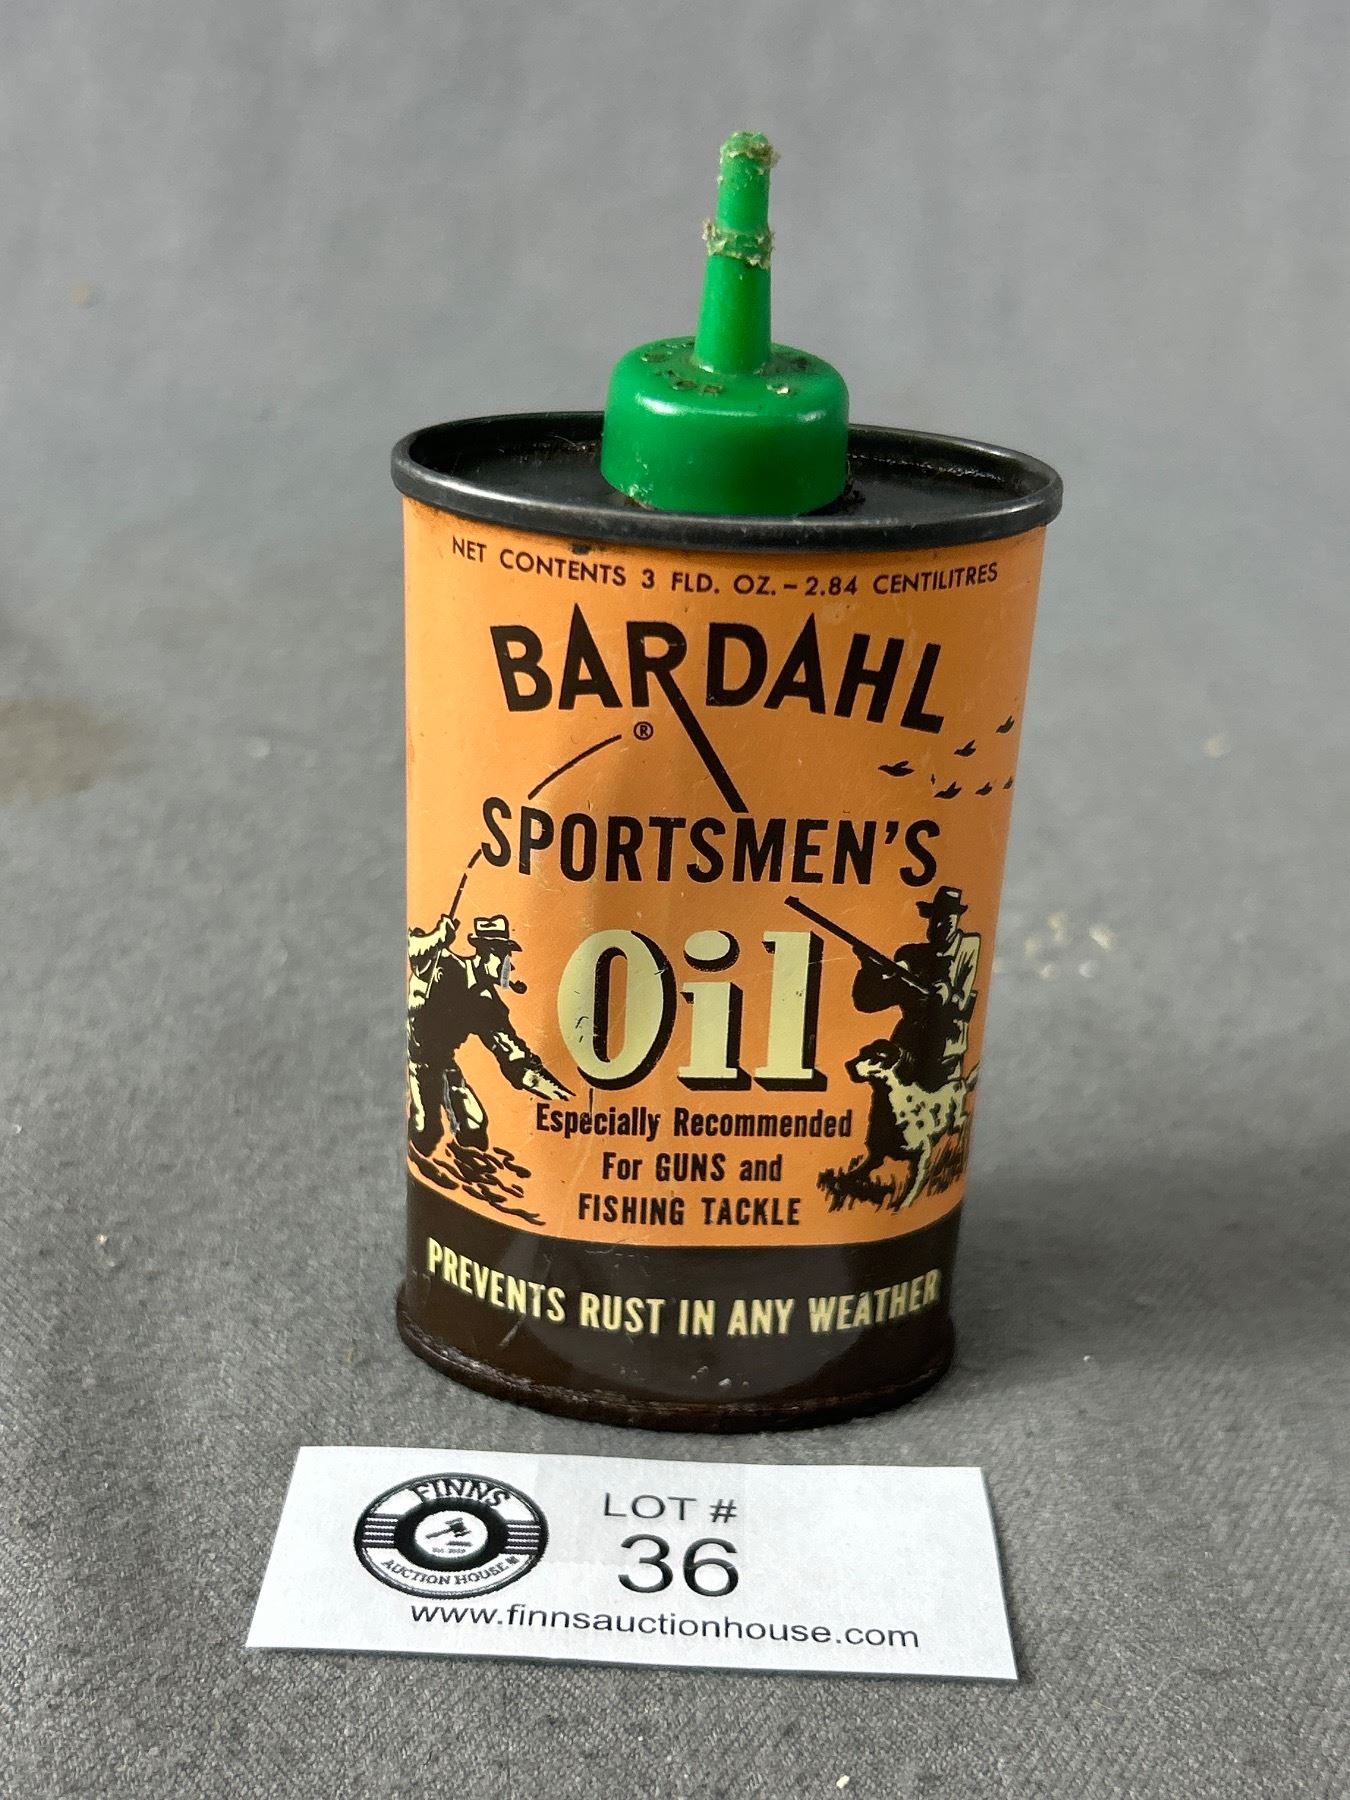 NET CONTENTS 3 FLD. OZ. – 2.84 CENTILITRES
BARDAHL
®
SPORTSMEN'S
Oil
Especially Recommended
For GUNS and
FISHING TACKLE
PREVENTS RUST IN ANY WEATHER
FINNS
AUCTION HOUSE
LOT #
36
www.finnsauctionhouse.com